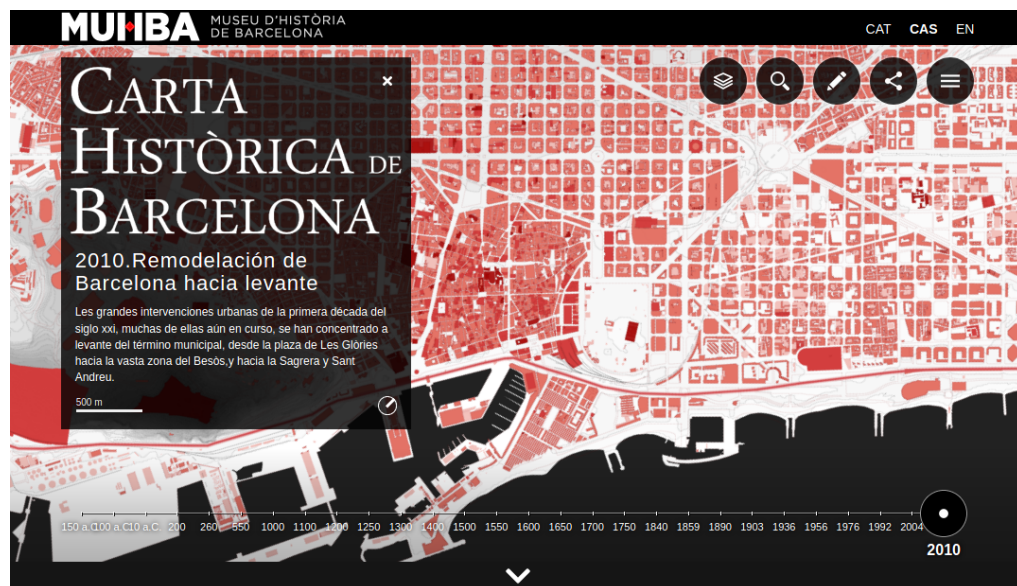 MUHBA MUSEU D'HISTÒRIA
DE BARCELONA
CAT CAS EN
CARTA
HISTÒRICA DE
BARCELONA
2010.Remodelación de
Barcelona hacia levante
Les grandes intervenciones urbanas de la primera década del
siglo xxi, muchas de ellas aún en curso, se han concentrado a
levante del término municipal, desde la plaza de Les Glòries
hacia la vasta zona del Besòs,y hacia la Sagrera y Sant
Andreu.
500 m
150 a.C. 100 a.C. 10 a.C. 200 260 550 1000 1100 1200 1250 1300 1400 1500 1550 1600 1650 1700 1750 1840 1859 1890 1903 1936 1956 1976 1992 2004
2010